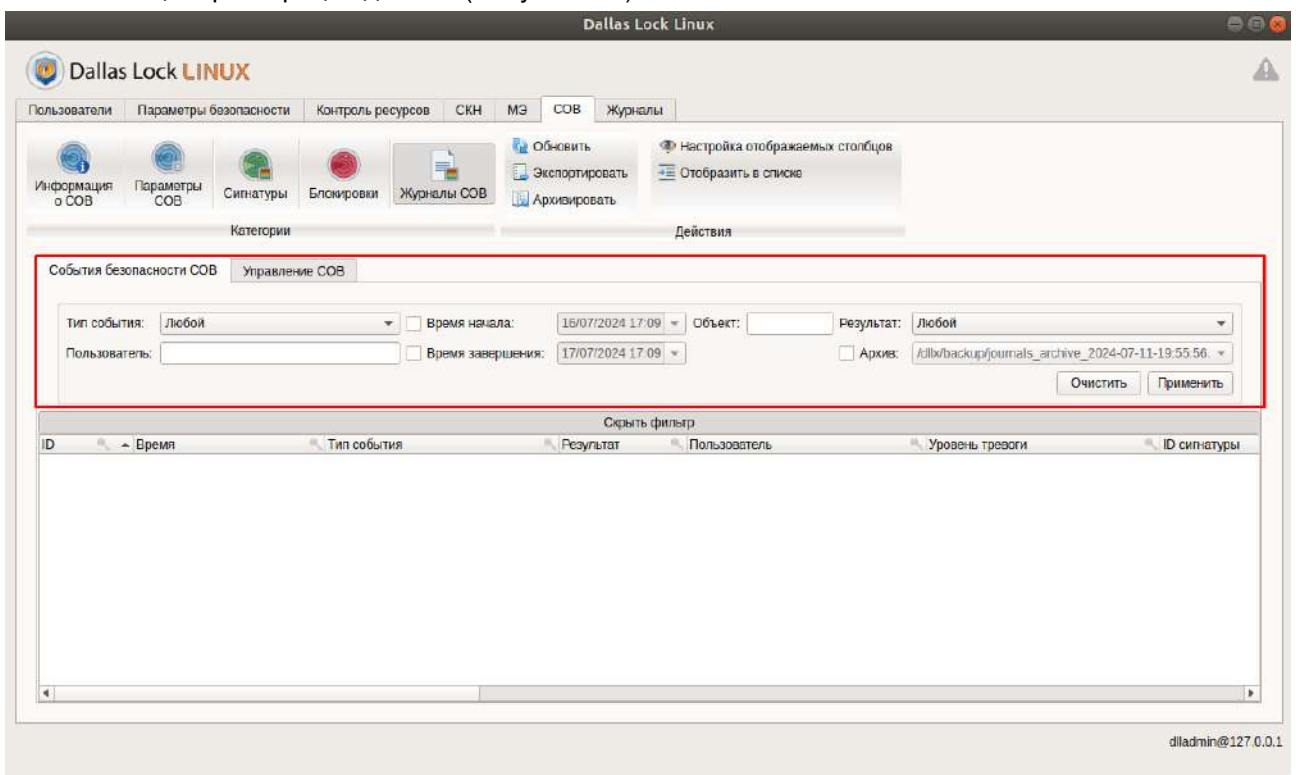 Dallas Lock Linux
Dallas Lock LINUX
Пользователи Параметры безопасности Контроль ресурсов СКН МЭ СОВ Журналы
Информация о СОВ
Параметры СОВ
Сигнатуры
Блокировки
Журналы СОВ
Обновить
Экспортировать
Архивировать
Настройка отображаемых столбцов
Отобразить в списке
Категории
Действия
События безопасности СОВ Управление СОВ
Тип события: Любой Время начала: 16/07/2024 17:09 Объект: Результат: Любой
Пользователь: Время завершения: 17/07/2024 17:09 Архив: /dllx/backup/journals_archive_2024-07-11-19:55:56.
Очистить Применить
Скрыть фильтр
ID Время Тип события Результат Пользователь Уровень тревоги ID сигнатуры
dlladmin@127.0.0.1